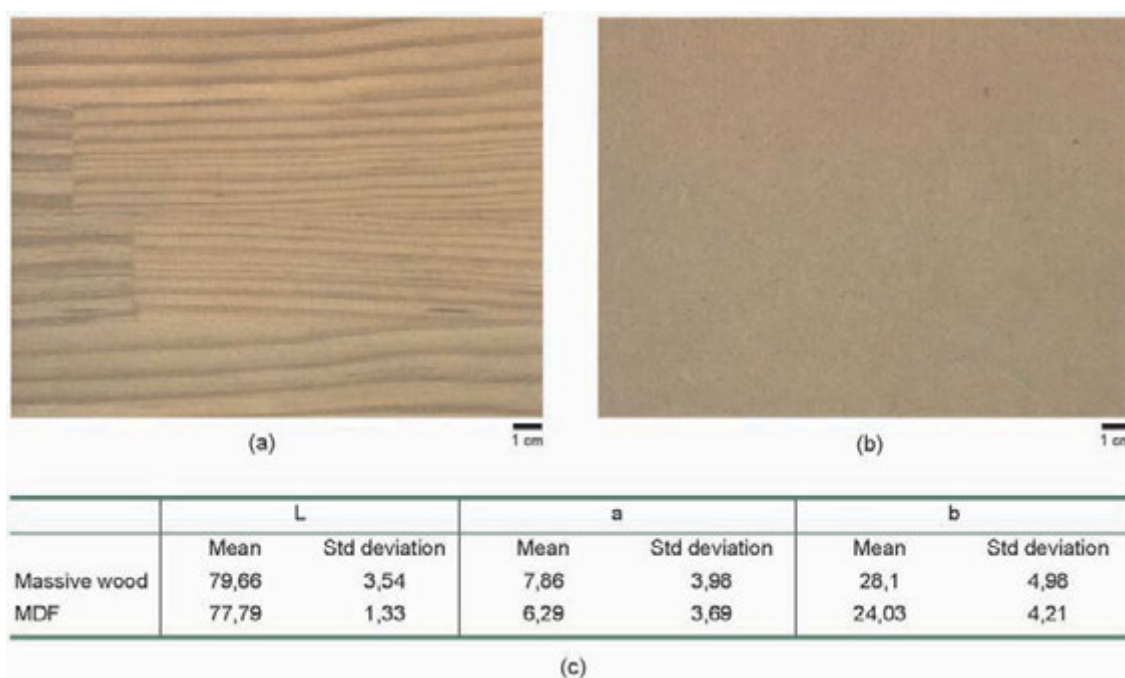 1 cm
(a)
1 cm
(b)
L a b
Mean Std deviation Mean Std deviation Mean Std deviation
Massive wood 79,66 3,54 7,86 3,98 28,1 4,98
MDF 77,79 1,33 6,29 3,69 24,03 4,21
(c)